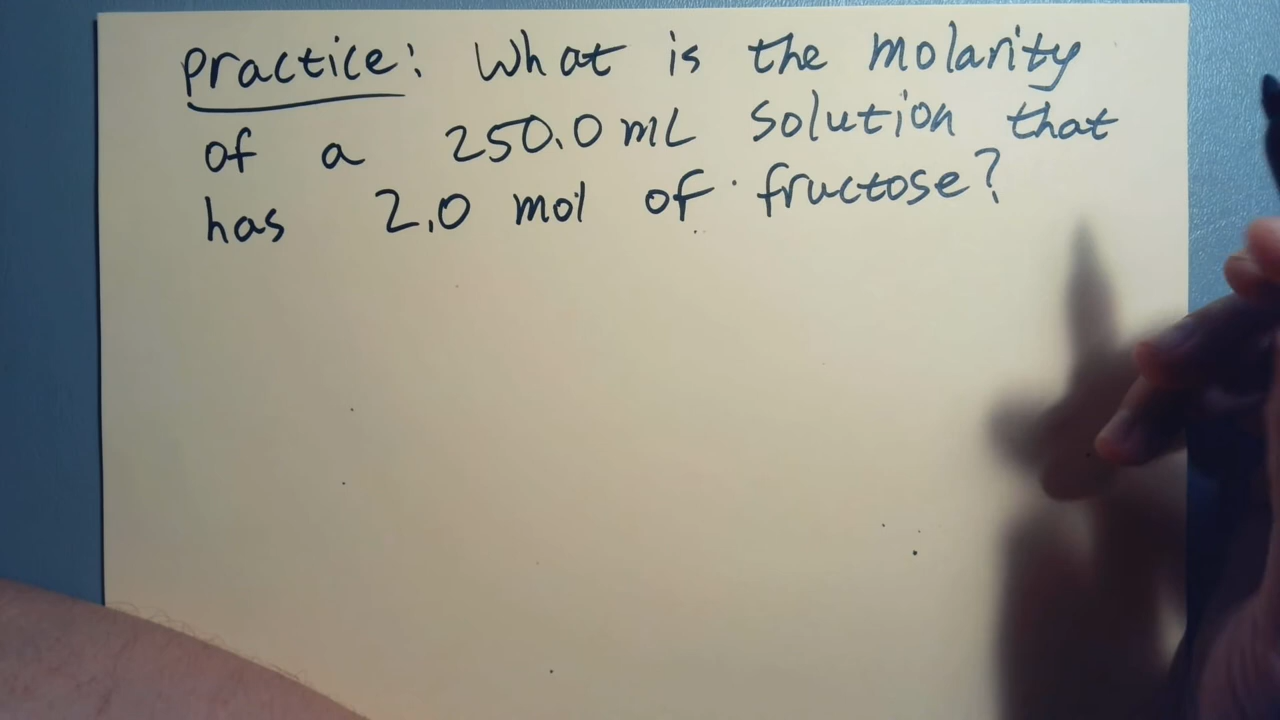 practice: What is the molarity
of a 250.0 mL solution that
has 2.0 mol of fructose?